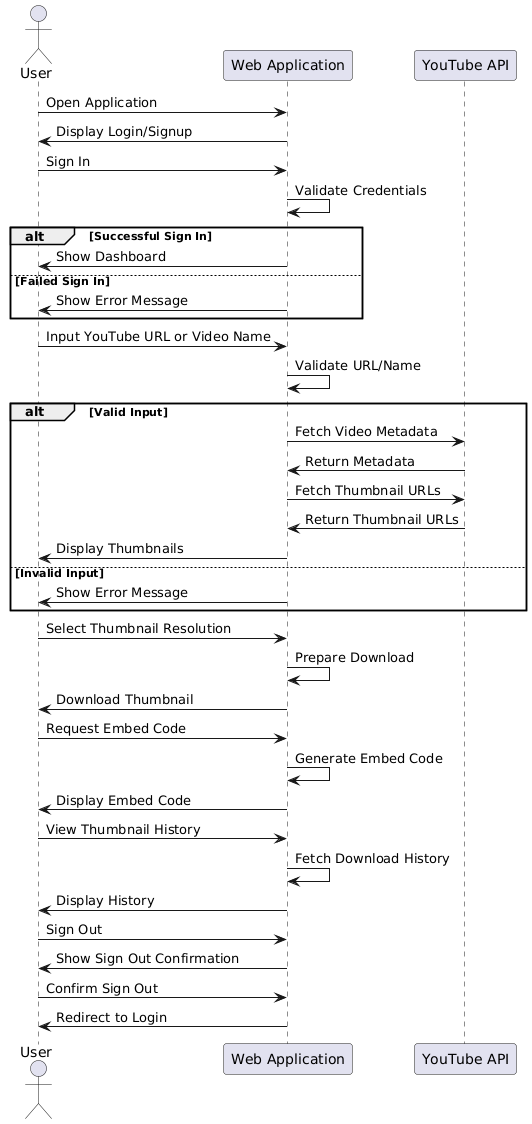 User
Web Application
YouTube API
Open Application
Display Login/Signup
Sign In
Validate Credentials
alt [Successful Sign In]
Show Dashboard
[Failed Sign In]
Show Error Message
Input YouTube URL or Video Name
Validate URL/Name
alt [Valid Input]
Fetch Video Metadata
Return Metadata
Fetch Thumbnail URLs
Return Thumbnail URLs
Display Thumbnails
[Invalid Input]
Show Error Message
Select Thumbnail Resolution
Prepare Download
Download Thumbnail
Request Embed Code
Generate Embed Code
Display Embed Code
View Thumbnail History
Fetch Download History
Display History
Sign Out
Show Sign Out Confirmation
Confirm Sign Out
Redirect to Login
User
Web Application
YouTube API